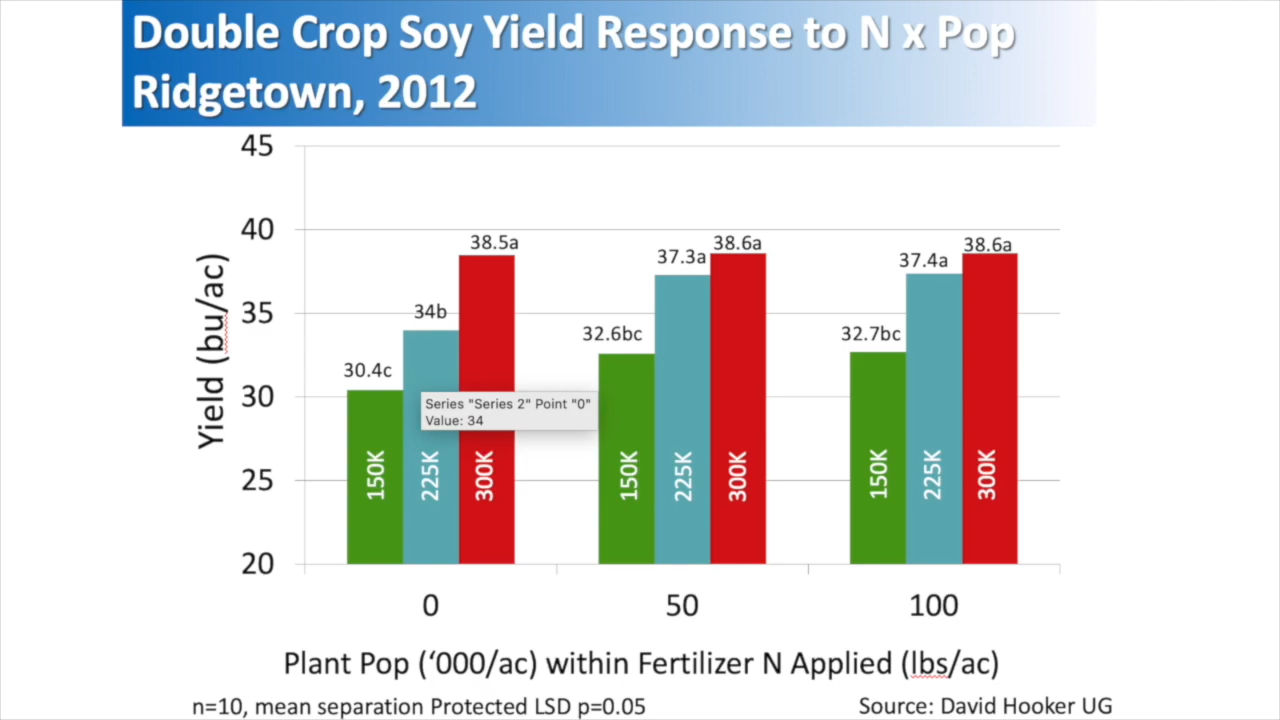 Double Crop Soy Yield Response to N x Pop
Ridgetown, 2012
Yield (bu/ac)
45
40
35
30
25
20
30.4c
34b
38.5a
32.6bc
37.3a
38.6a
32.7bc
37.4a
38.6a
Series "Series 2" Point "0"
Value: 34
150K
225K
300K
150K
225K
300K
150K
225K
300K
0
50
100
Plant Pop (‘000/ac) within Fertilizer N Applied (lbs/ac)
n=10, mean separation Protected LSD p=0.05
Source: David Hooker UG